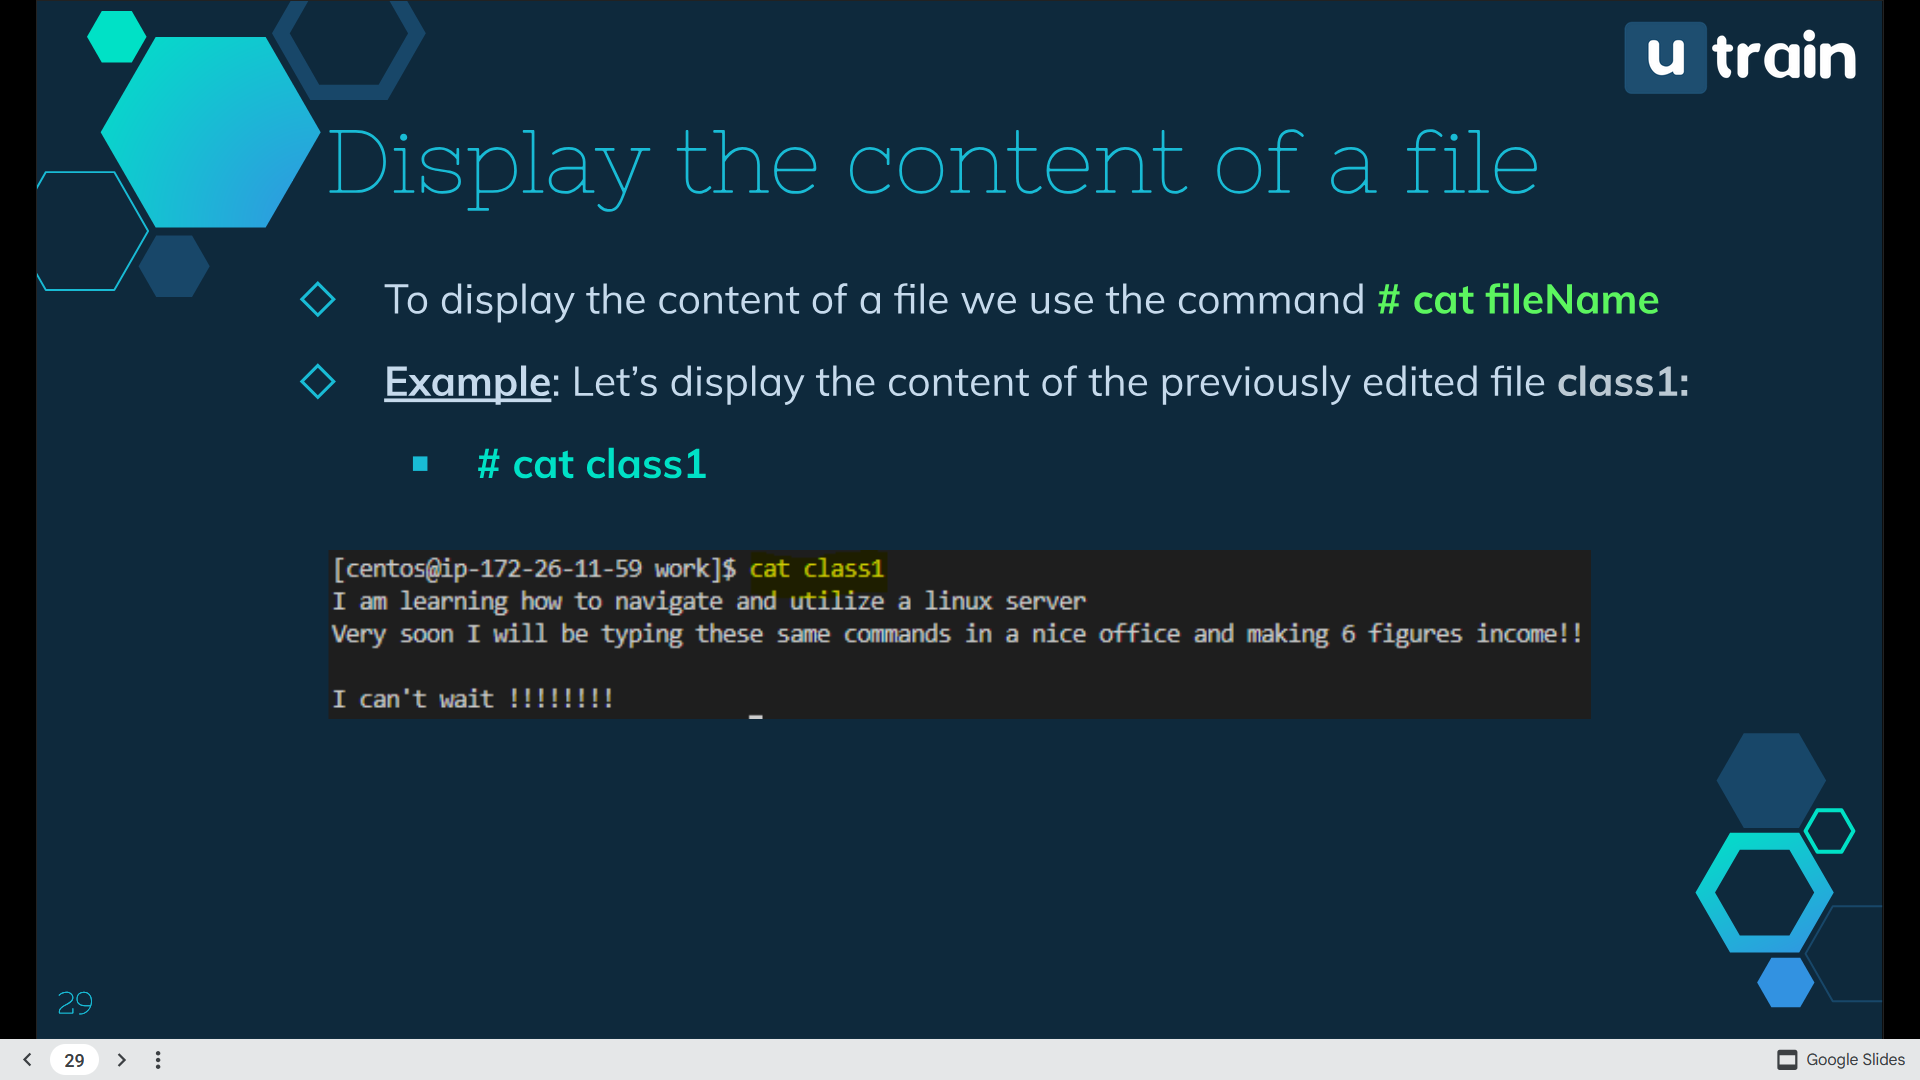 u train
Display the content of a file
To display the content of a file we use the command # cat fileName
Example: Let’s display the content of the previously edited file class1:
# cat class1
[centos@ip-172-26-11-59 work]$ cat class1
I am learning how to navigate and utilize a linux server
Very soon I will be typing these same commands in a nice office and making 6 figures income!!
I can't wait !!!!!!!!
29
29
Google Slides